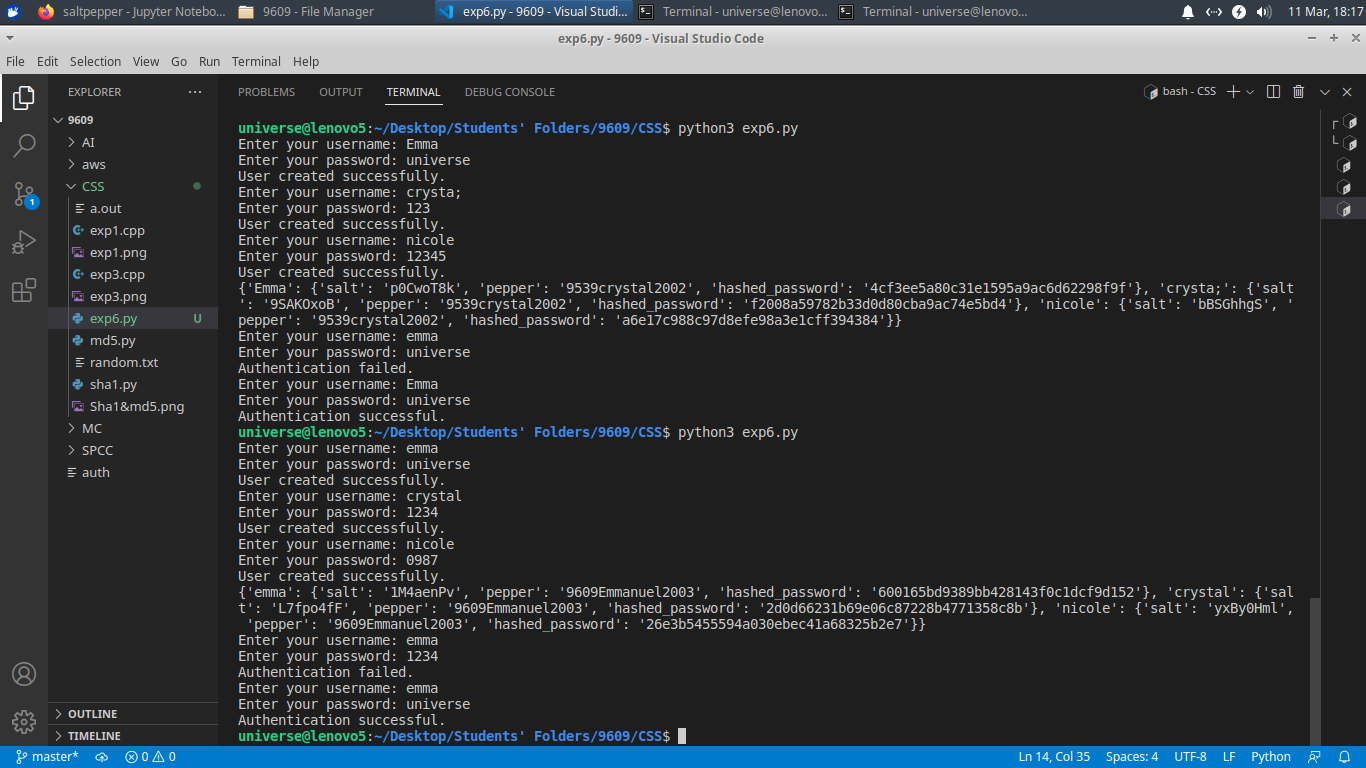 saltpepper - Jupyter Notebo...
9609 - File Manager
exp6.py - 9609 - Visual Studi...
Terminal - universe@lenovo...
Terminal - universe@lenovo...
11 Mar, 18:17
exp6.py - 9609 - Visual Studio Code
File Edit Selection View Go Run Terminal Help
EXPLORER
PROBLEMS OUTPUT TERMINAL DEBUG CONSOLE
bash - CSS
9609
AI
aws
CSS
a.out
exp1.cpp
exp1.png
exp3.cpp
exp3.png
exp6.py U
md5.py
random.txt
sha1.py
Sha1&md5.png
MC
SPCC
auth
OUTLINE
TIMELINE
1
universe@lenovo5:~/Desktop/Students' Folders/9609/CSS$ python3 exp6.py
Enter your username: Emma
Enter your password: universe
User created successfully.
Enter your username: crysta;
Enter your password: 123
User created successfully.
Enter your username: nicole
Enter your password: 12345
User created successfully.
{'Emma': {'salt': 'p0CwoT8k', 'pepper': '9539crystal2002', 'hashed_password': '4cf3ee5a80c31e1595a9ac6d62298f9f'}, 'crysta;': {'salt
': '9SAKOxoB', 'pepper': '9539crystal2002', 'hashed_password': 'f2008a59782b33d0d80cba9ac74e5bd4'}, 'nicole': {'salt': 'bBSGhhgS', '
pepper': '9539crystal2002', 'hashed_password': 'a6e17c988c97d8efe98a3e1cff394384'}}
Enter your username: emma
Enter your password: universe
Authentication failed.
Enter your username: Emma
Enter your password: universe
Authentication successful.
universe@lenovo5:~/Desktop/Students' Folders/9609/CSS$ python3 exp6.py
Enter your username: emma
Enter your password: universe
User created successfully.
Enter your username: crystal
Enter your password: 1234
User created successfully.
Enter your username: nicole
Enter your password: 0987
User created successfully.
{'emma': {'salt': '1M4aenPv', 'pepper': '9609Emmanuel2003', 'hashed_password': '600165bd9389bb428143f0c1dcf9d152'}, 'crystal': {'sal
t': 'L7fpo4fF', 'pepper': '9609Emmanuel2003', 'hashed_password': '2d0d66231b69e06c87228b4771358c8b'}, 'nicole': {'salt': 'yxBy0Hml',
 'pepper': '9609Emmanuel2003', 'hashed_password': '26e3b5455594a030ebec41a68325b2e7'}}
Enter your username: emma
Enter your password: 1234
Authentication failed.
Enter your username: emma
Enter your password: universe
Authentication successful.
universe@lenovo5:~/Desktop/Students' Folders/9609/CSS$
master* 0 0 Ln 14, Col 35 Spaces: 4 UTF-8 LF Python